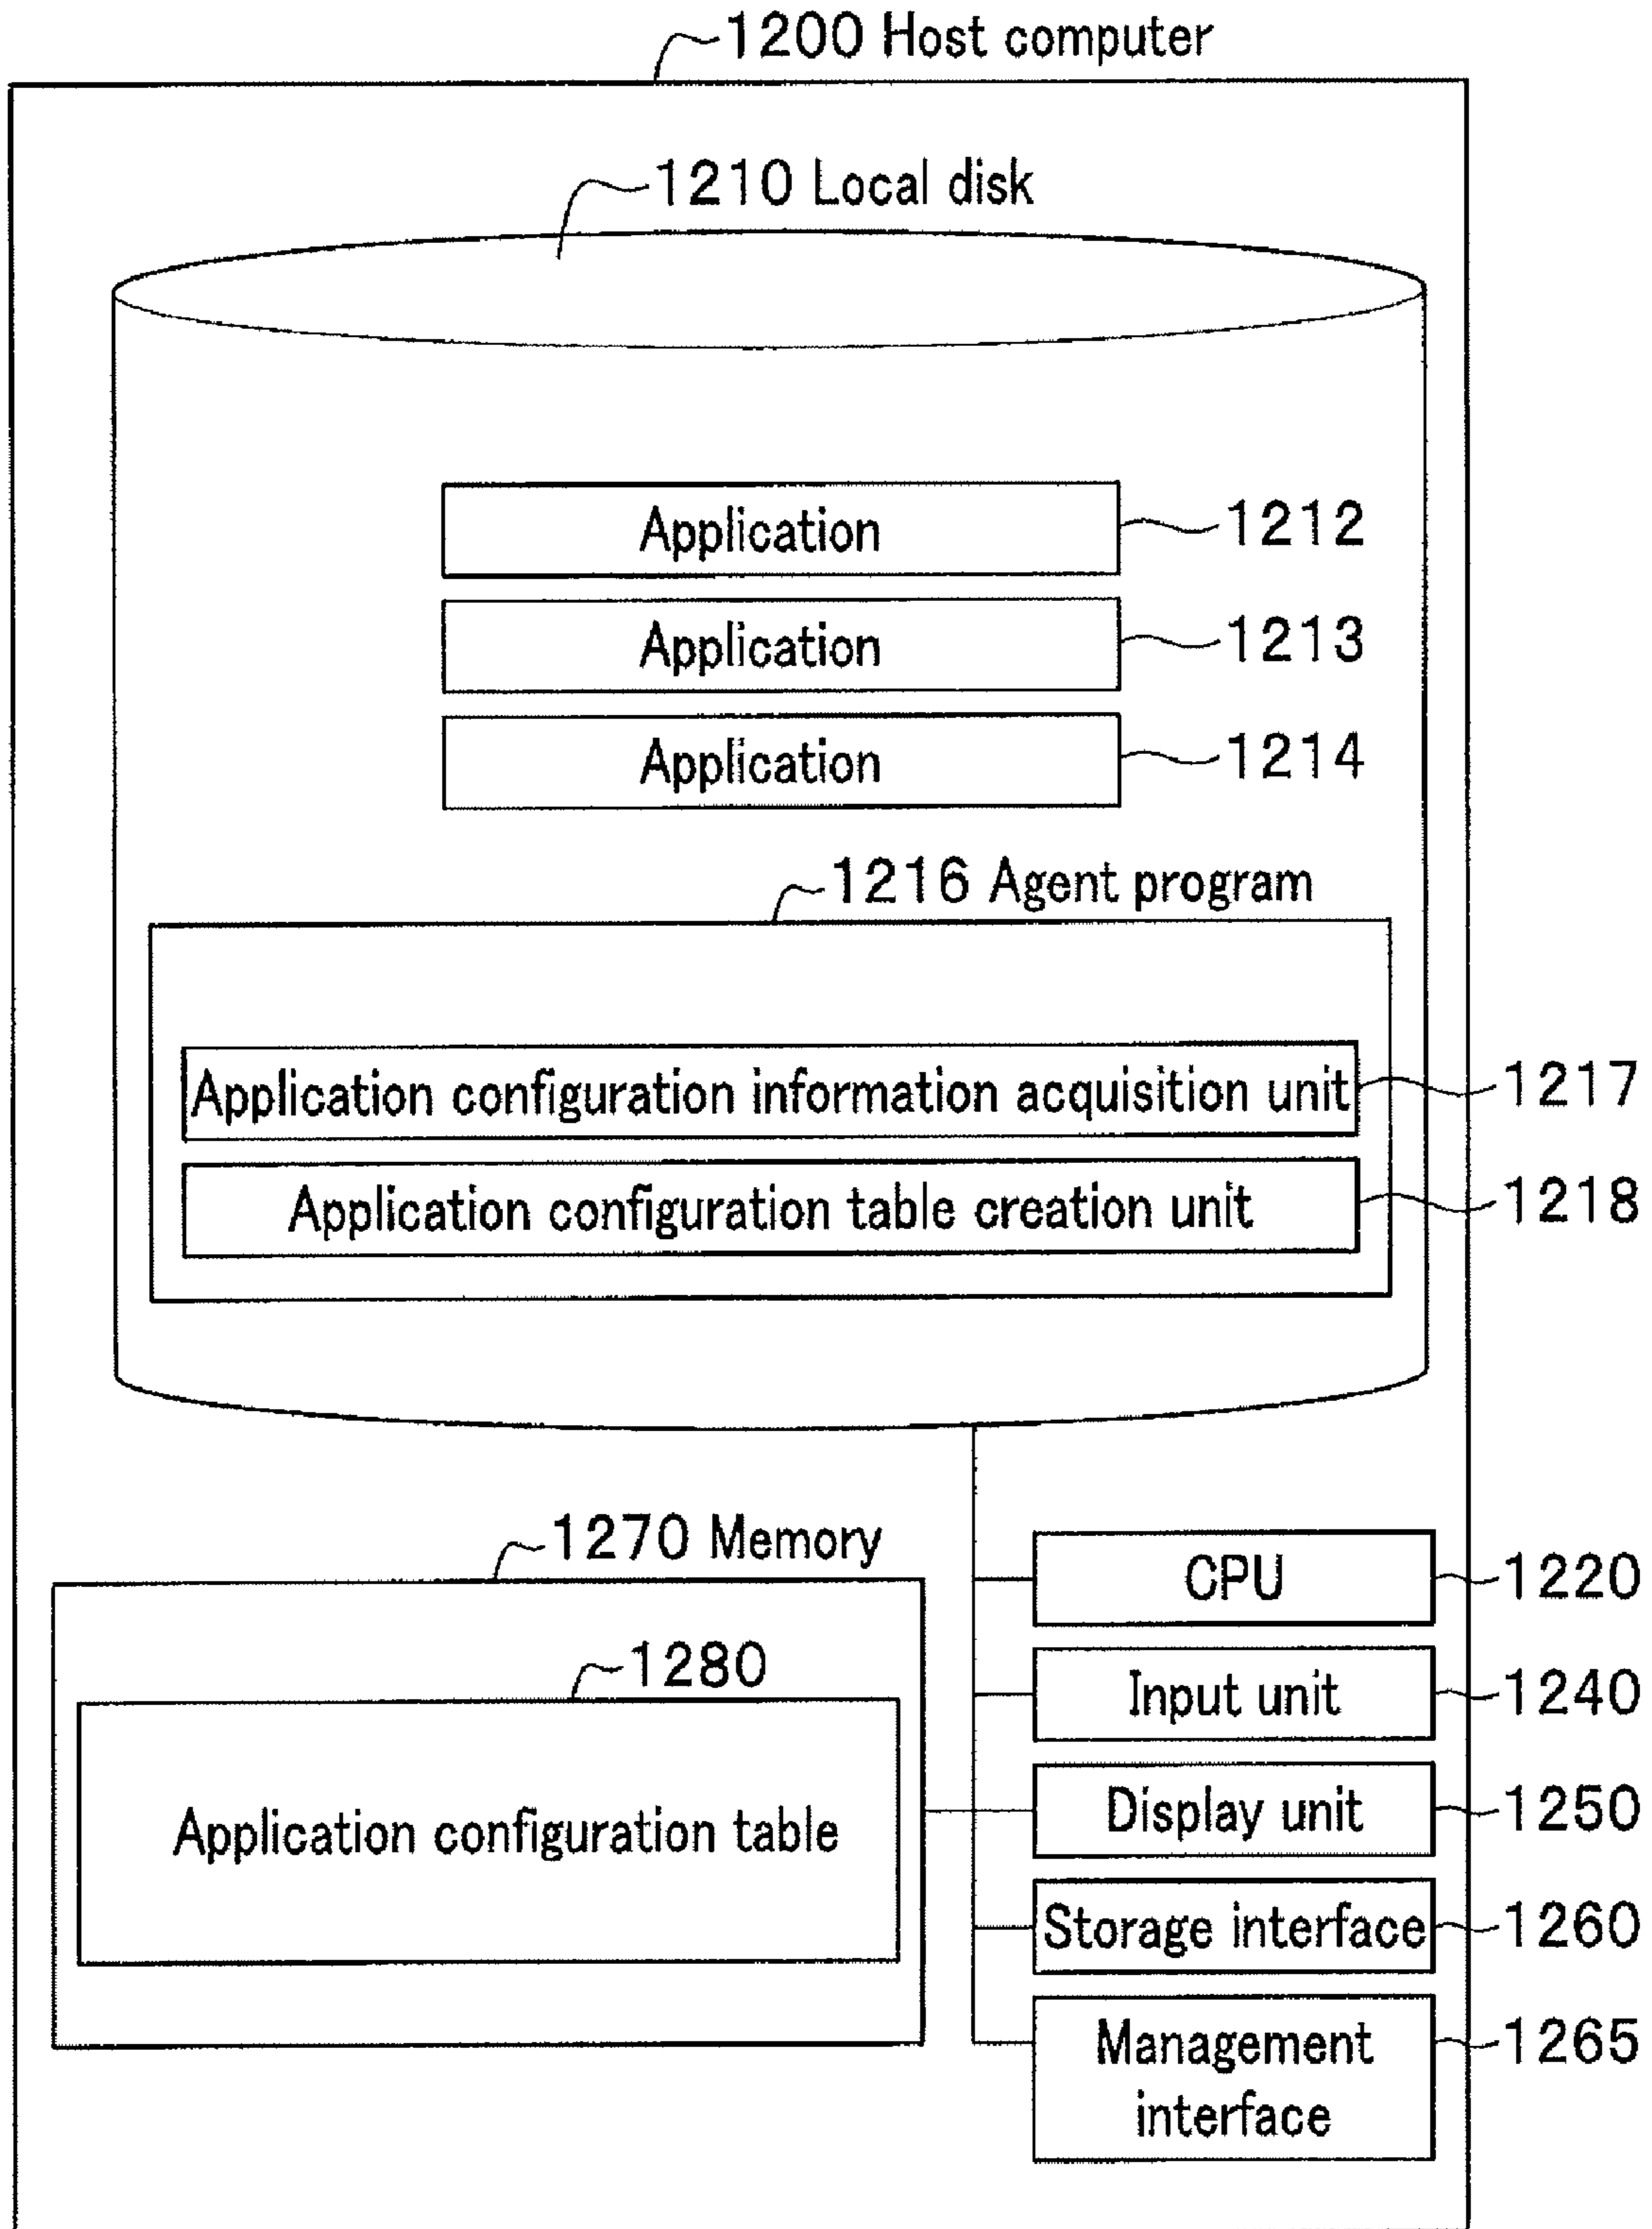 1200 Host computer
1210 Local disk
Application 1212
Application 1213
Application 1214
1216 Agent program
Application configuration information acquisition unit 1217
Application configuration table creation unit 1218
1270 Memory
1280
Application configuration table
CPU 1220
Input unit 1240
Display unit 1250
Storage interface 1260
Management 1265
interface